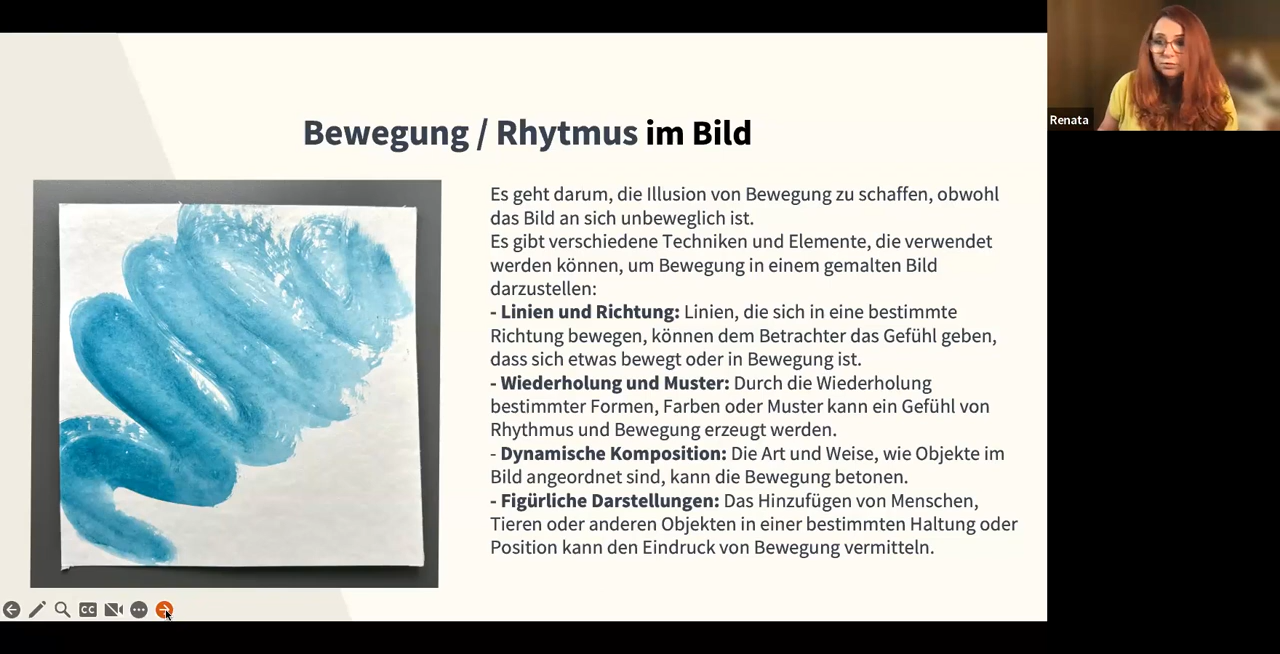 Bewegung / Rhytmus im Bild
Es geht darum, die Illusion von Bewegung zu schaffen, obwohl
das Bild an sich unbeweglich ist.
Es gibt verschiedene Techniken und Elemente, die verwendet
werden können, um Bewegung in einem gemalten Bild
darzustellen:
- Linien und Richtung: Linien, die sich in eine bestimmte
Richtung bewegen, können dem Betrachter das Gefühl geben,
dass sich etwas bewegt oder in Bewegung ist.
- Wiederholung und Muster: Durch die Wiederholung
bestimmter Formen, Farben oder Muster kann ein Gefühl von
Rhythmus und Bewegung erzeugt werden.
- Dynamische Komposition: Die Art und Weise, wie Objekte im
Bild angeordnet sind, kann die Bewegung betonen.
- Figürliche Darstellungen: Das Hinzufügen von Menschen,
Tieren oder anderen Objekten in einer bestimmten Haltung oder
Position kann den Eindruck von Bewegung vermitteln.
Renata
CC